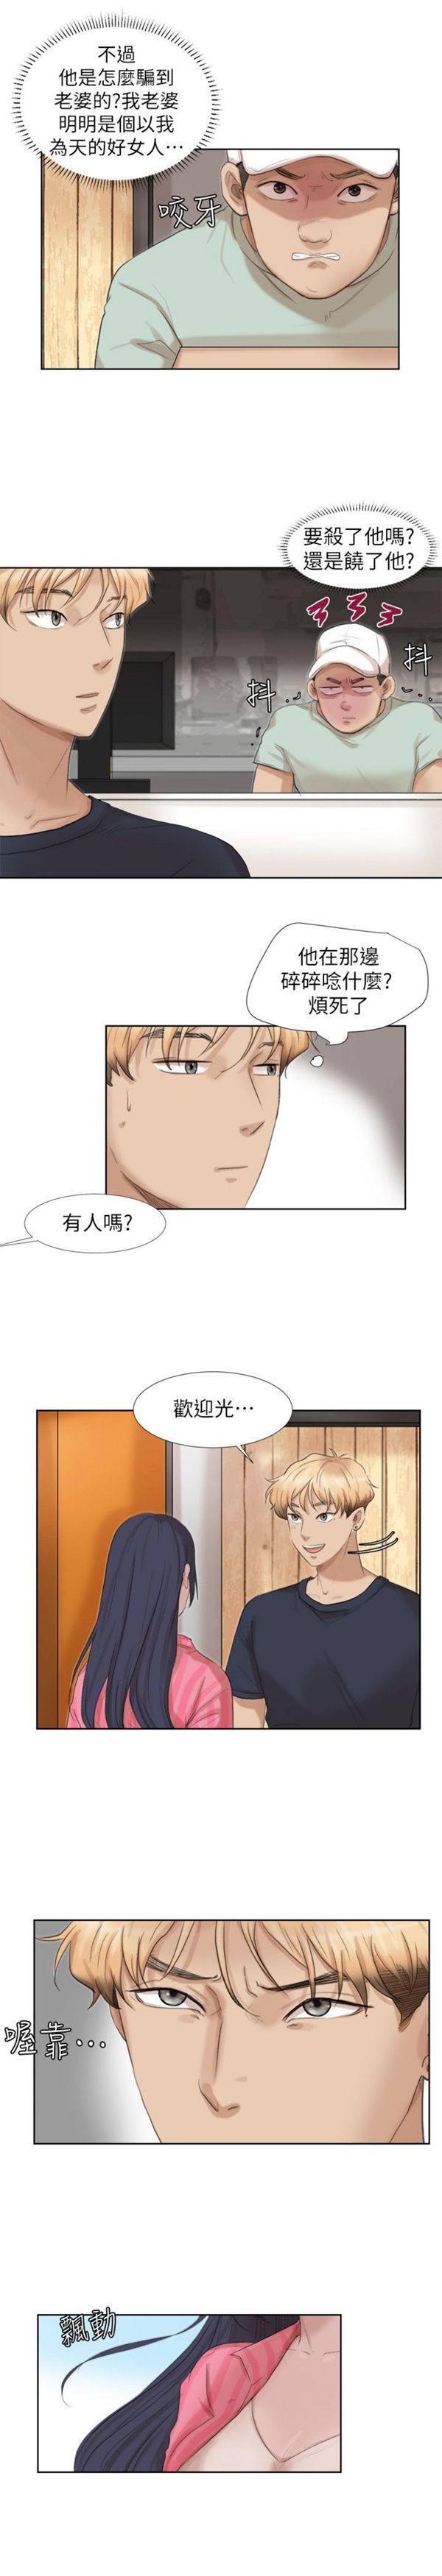 不過
他是怎麼騙到
老婆的?我老婆
明明是個以我
為天的好女人…
咬牙
要殺了他嗎?
還是饒了他?
抖
抖
他在那邊
碎碎唸什麼?
煩死了
有人嗎?
歡迎光…
喔靠…
飄動